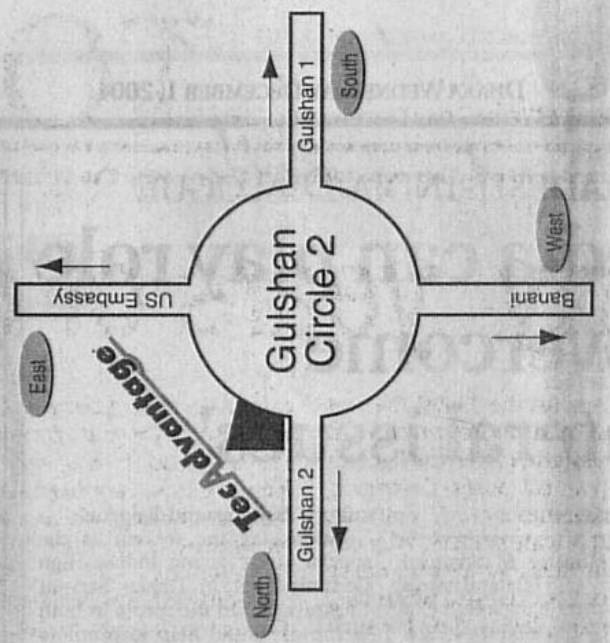 East
US Embassy
TecAdvantage
North
Gulshan 2
Gulshan
Circle 2
Gulshan 1
South
Banani
West